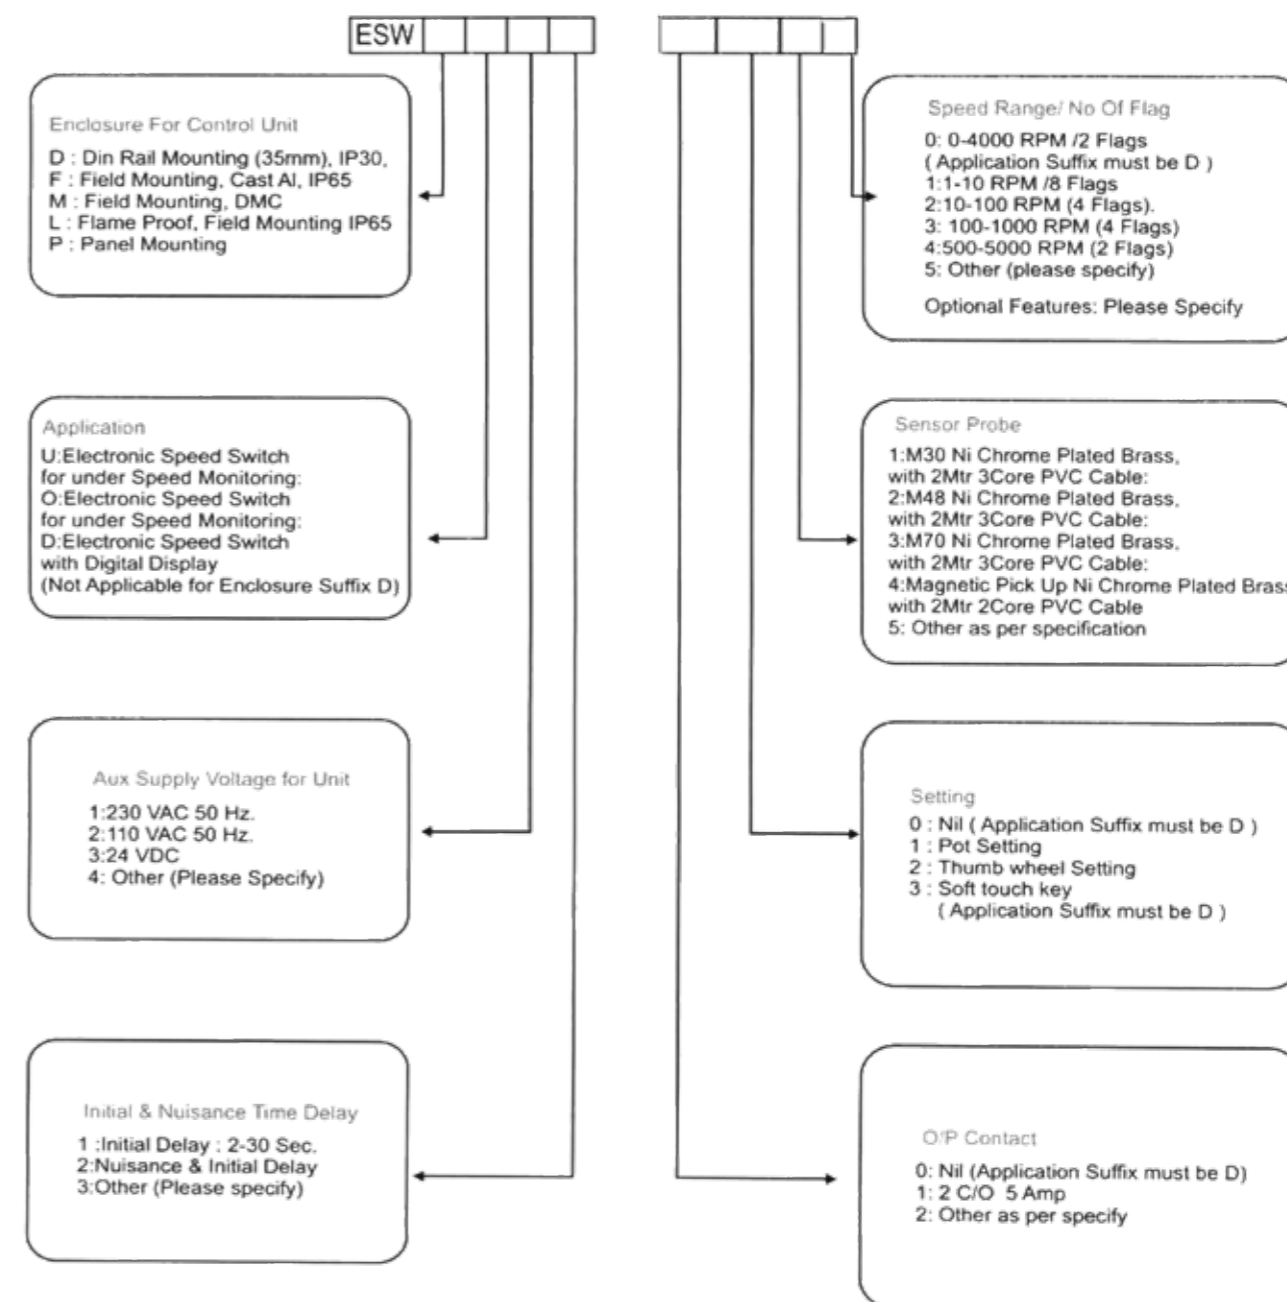 ESW
Enclosure For Control Unit
D : Din Rail Mounting (35mm), IP30,
F : Field Mounting, Cast Al, IP65
M : Field Mounting, DMC
L : Flame Proof, Field Mounting IP65
P : Panel Mounting
Application
U:Electronic Speed Switch
for under Speed Monitoring:
O:Electronic Speed Switch
for under Speed Monitoring:
D:Electronic Speed Switch
with Digital Display
(Not Applicable for Enclosure Suffix D)
Aux Supply Voltage for Unit
1:230 VAC 50 Hz.
2:110 VAC 50 Hz.
3:24 VDC
4: Other (Please Specify)
Initial & Nuisance Time Delay
1 :Initial Delay : 2-30 Sec.
2:Nuisance & Initial Delay
3:Other (Please specify)
Speed Range/ No Of Flag
0: 0-4000 RPM /2 Flags
( Application Suffix must be D )
1:1-10 RPM /8 Flags
2:10-100 RPM (4 Flags).
3: 100-1000 RPM (4 Flags)
4:500-5000 RPM (2 Flags)
5: Other (please specify)
Optional Features: Please Specify
Sensor Probe
1:M30 Ni Chrome Plated Brass,
with 2Mtr 3Core PVC Cable:
2:M48 Ni Chrome Plated Brass,
with 2Mtr 3Core PVC Cable:
3:M70 Ni Chrome Plated Brass,
with 2Mtr 3Core PVC Cable:
4:Magnetic Pick Up Ni Chrome Plated Brass
with 2Mtr 2Core PVC Cable
5: Other as per specification
Setting
0 : Nil ( Application Suffix must be D )
1 : Pot Setting
2 : Thumb wheel Setting
3 : Soft touch key
( Application Suffix must be D )
O/P Contact
0: Nil (Application Suffix must be D)
1: 2 C/O 5 Amp
2: Other as per specify